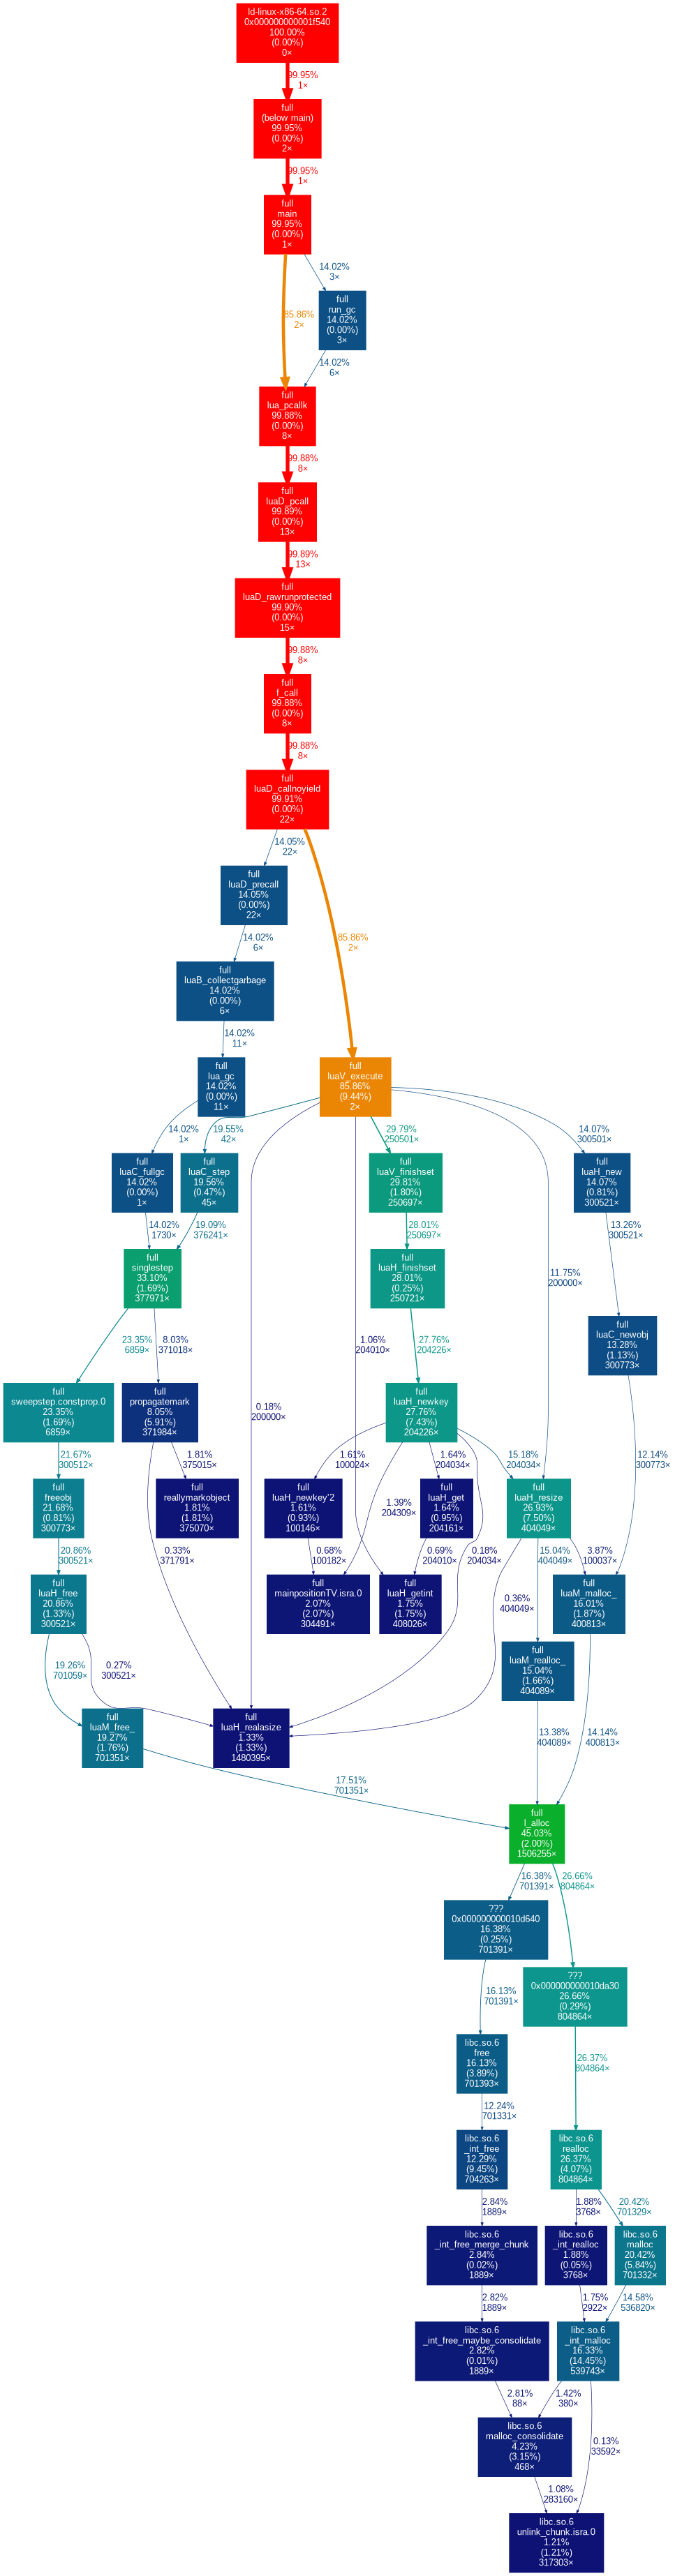 ld-linux-x86-64.so.2
0x000000000001f540
100.00%
(0.00%)
0×
99.95%
1×
full
(below main)
99.95%
(0.00%)
2×
99.95%
1×
full
main
99.95%
(0.00%)
1×
14.02%
3×
85.86%
2×
full
run_gc
14.02%
(0.00%)
3×
14.02%
6×
full
lua_pcallk
99.88%
(0.00%)
8×
99.88%
8×
full
luaD_pcall
99.89%
(0.00%)
13×
99.89%
13×
full
luaD_rawrunprotected
99.90%
(0.00%)
15×
99.88%
8×
full
f_call
99.88%
(0.00%)
8×
99.88%
8×
full
luaD_callnoyield
99.91%
(0.00%)
22×
14.05%
22×
full
luaD_precall
14.05%
(0.00%)
22×
85.86%
2×
14.02%
6×
full
luaB_collectgarbage
14.02%
(0.00%)
6×
14.02%
11×
full
lua_gc
14.02%
(0.00%)
11×
full
luaV_execute
85.86%
(9.44%)
2×
14.02%
1×
19.55%
42×
29.79%
250501×
14.07%
300501×
full
luaC_fullgc
14.02%
(0.00%)
1×
full
luaC_step
19.56%
(0.47%)
45×
full
luaV_finishset
29.81%
(1.80%)
250697×
full
luaH_new
14.07%
(0.81%)
300521×
14.02%
1730×
19.09%
376241×
28.01%
250697×
13.26%
300521×
full
singlestep
33.10%
(1.69%)
377971×
full
luaH_finishset
28.01%
(0.25%)
250721×
11.75%
200000×
full
luaC_newobj
13.28%
(1.13%)
300773×
23.35%
6859×
8.03%
371018×
1.06%
204010×
27.76%
204226×
full
sweepstep.constprop.0
23.35%
(1.69%)
6859×
full
propagatemark
8.05%
(5.91%)
371984×
0.18%
200000×
full
luaH_newkey
27.76%
(7.43%)
204226×
21.67%
300512×
1.81%
375015×
1.61%
100024×
1.64%
204034×
15.18%
204034×
12.14%
300773×
full
freeobj
21.68%
(0.81%)
300773×
full
reallymarkobject
1.81%
(1.81%)
375070×
full
luaH_newkey'2
1.61%
(0.93%)
100146×
1.39%
204309×
full
luaH_get
1.64%
(0.95%)
204161×
full
luaH_resize
26.93%
(7.50%)
404049×
20.86%
300521×
0.33%
371791×
0.68%
100182×
0.69%
204010×
0.18%
204034×
15.04%
404049×
3.87%
100037×
full
luaH_free
20.86%
(1.33%)
300521×
full
mainpositionTV.isra.0
2.07%
(2.07%)
304491×
full
luaH_getint
1.75%
(1.75%)
408026×
0.36%
404049×
full
luaM_malloc_
16.01%
(1.87%)
400813×
19.26%
701059×
0.27%
300521×
full
luaM_realloc_
15.04%
(1.66%)
404089×
full
luaM_free_
19.27%
(1.76%)
701351×
full
luaH_realasize
1.33%
(1.33%)
1480395×
13.38%
404089×
14.14%
400813×
17.51%
701351×
full
l_alloc
45.03%
(2.00%)
1506255×
16.38%
701391×
26.66%
804864×
???
0x000000000010d640
16.38%
(0.25%)
701391×
???
0x000000000010da30
26.66%
(0.29%)
804864×
16.13%
701391×
26.37%
804864×
libc.so.6
free
16.13%
(3.89%)
701393×
12.24%
701331×
libc.so.6
_int_free
12.29%
(9.45%)
704263×
libc.so.6
realloc
26.37%
(4.07%)
804864×
2.84%
1889×
1.88%
3768×
20.42%
701329×
libc.so.6
_int_free_merge_chunk
2.84%
(0.02%)
1889×
libc.so.6
_int_realloc
1.88%
(0.05%)
3768×
libc.so.6
malloc
20.42%
(5.84%)
701332×
2.82%
1889×
1.75%
2922×
14.58%
536820×
libc.so.6
_int_free_maybe_consolidate
2.82%
(0.01%)
1889×
libc.so.6
_int_malloc
16.33%
(14.45%)
539743×
2.81%
88×
1.42%
380×
libc.so.6
malloc_consolidate
4.23%
(3.15%)
468×
0.13%
33592×
1.08%
283160×
libc.so.6
unlink_chunk.isra.0
1.21%
(1.21%)
317303×